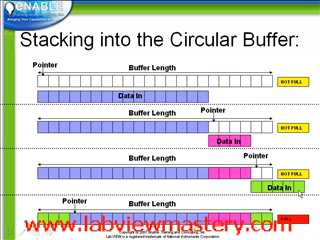 ENABLE
Stacking into the Circular Buffer:
Pointer
Buffer Length
NOT FULL
Data In
Pointer
Buffer Length
NOT FULL
Data In
Pointer
Buffer Length
NOT FULL
Data In
Pointer
Buffer Length
FULL
www.labviewmastery.com
LabVIEW is a registered trademark of National Instruments Corporation